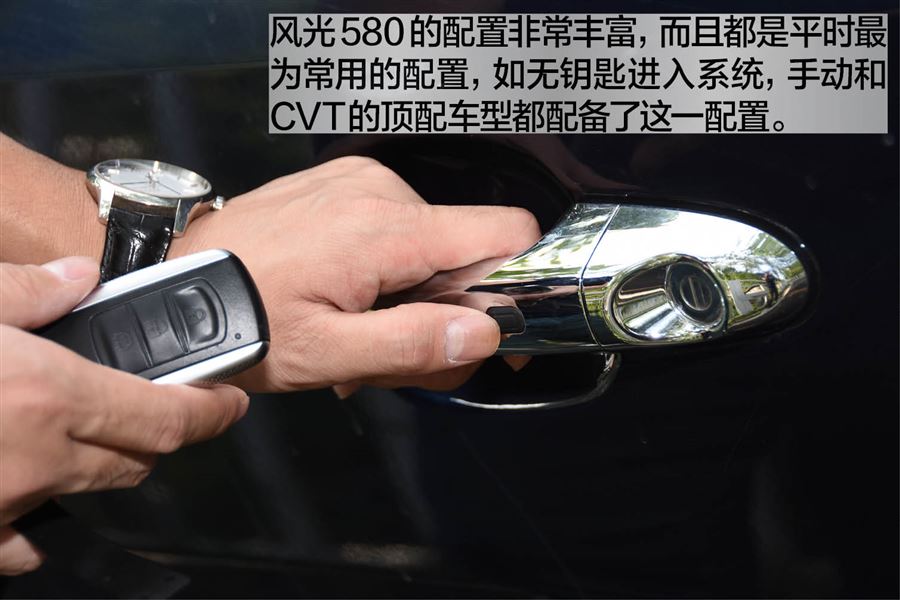 风光580的配置非常丰富，而且都是平时最
为常用的配置，如无钥匙进入系统，手动和
CVT的顶配车型都配备了这一配置。